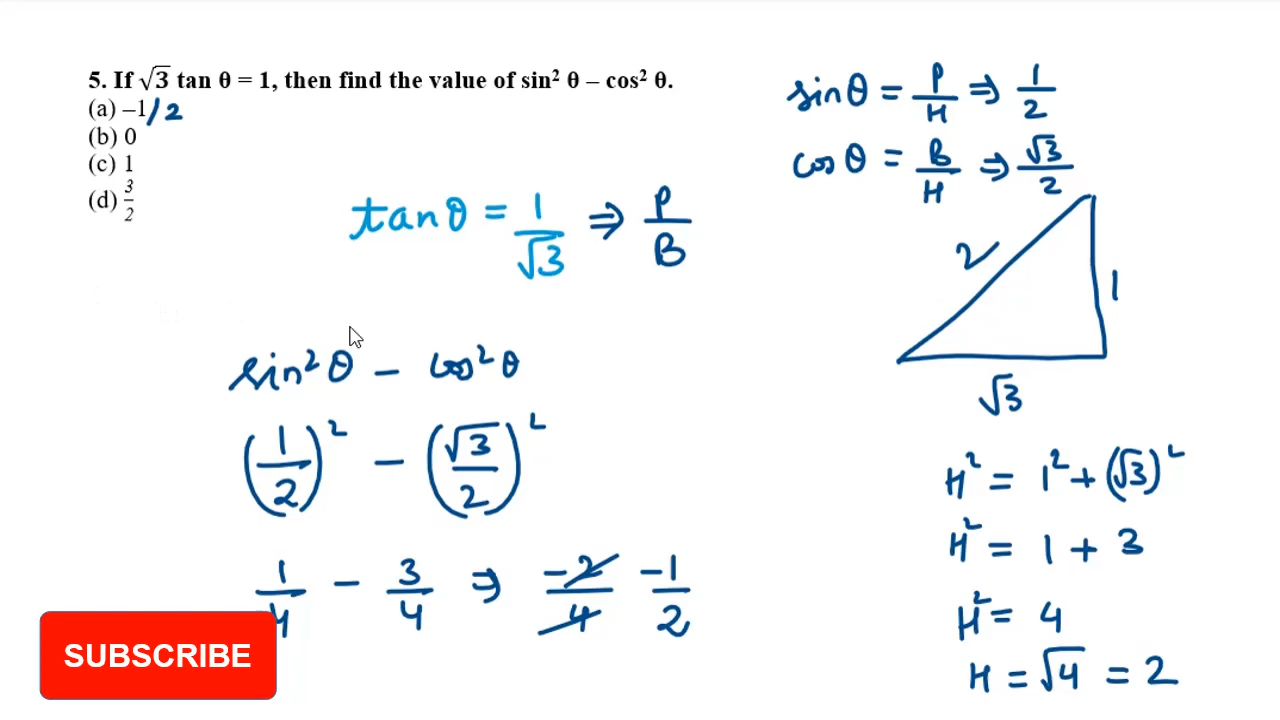 5. If √3 tan θ = 1, then find the value of sin² θ – cos² θ.
(a) –1/2
(b) 0
(c) 1
(d) 3/2
tanθ = 1/√3 ⇒ P/B
sin²θ – cos²θ
(1/2)² – (√3/2)²
1/4 – 3/4 ⇒ -2/4 -1/2
sinθ = P/H ⇒ 1/2
cosθ = B/H ⇒ √3/2
2
1
√3
H² = 1² + (√3)²
H² = 1 + 3
H² = 4
H = √4 = 2
SUBSCRIBE